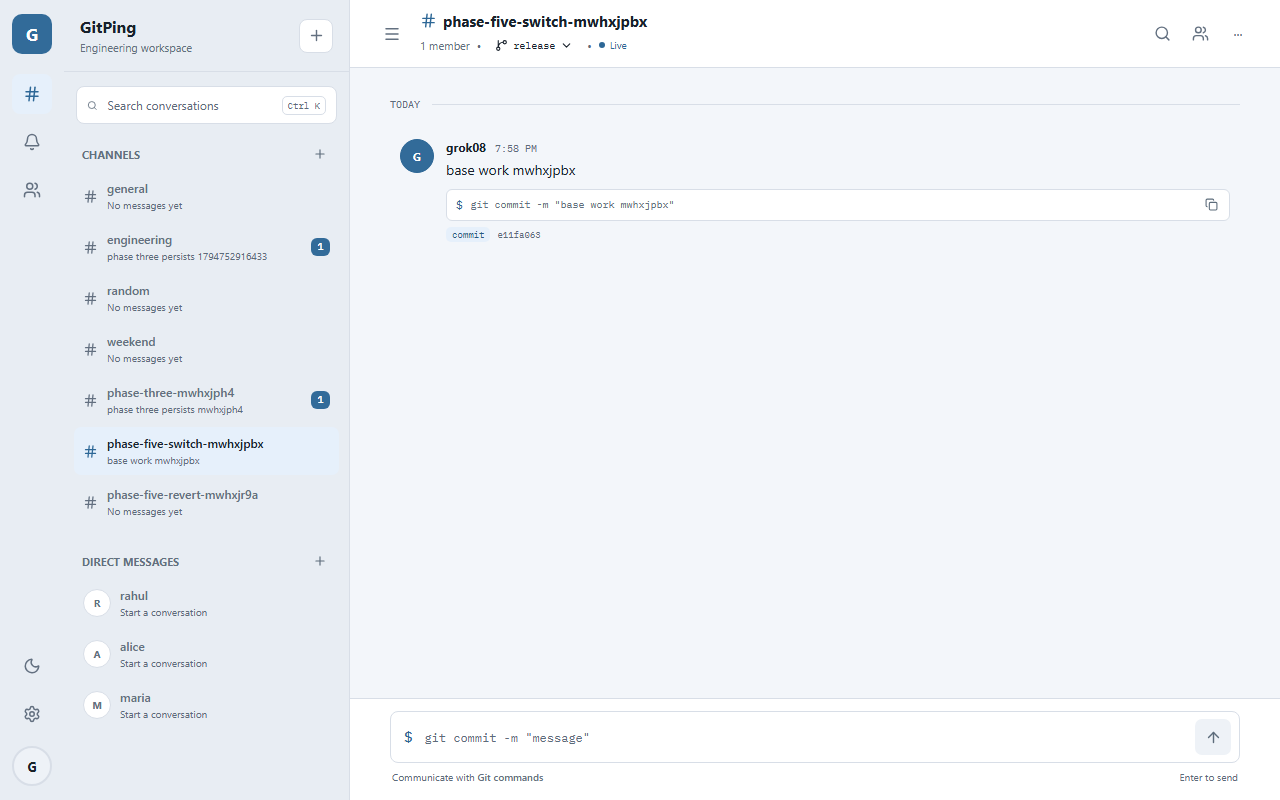 G
GitPing
Engineering workspace
Search conversations
Ctrl K
CHANNELS
general
No messages yet
engineering
phase three persists 1794752916433
1
random
No messages yet
weekend
No messages yet
phase-three-mwhxjph4
phase three persists mwhxjph4
1
phase-five-switch-mwhxjpbx
base work mwhxjpbx
phase-five-revert-mwhxjr9a
No messages yet
DIRECT MESSAGES
R
rahul
Start a conversation
A
alice
Start a conversation
M
maria
Start a conversation
G
# phase-five-switch-mwhxjpbx
1 member • release • Live
TODAY
G
grok08 7:58 PM
base work mwhxjpbx
$ git commit -m "base work mwhxjpbx"
commit e11fa063
$ git commit -m "message"
Communicate with Git commands
Enter to send